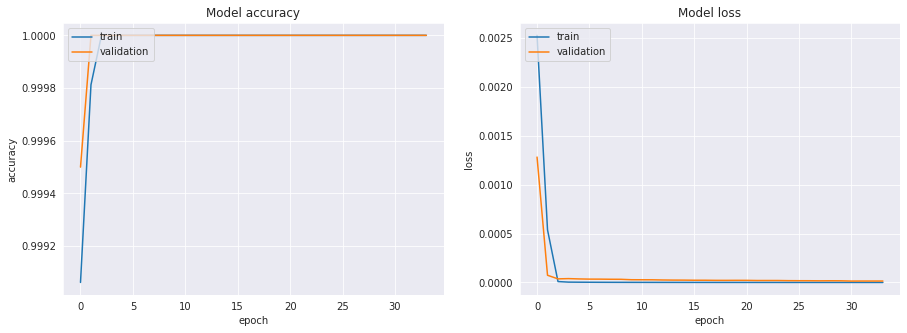 Model accuracy
train
validation
1.0000
0.9998
0.9996
0.9994
0.9992
accuracy
0 5 10 15 20 25 30
epoch
Model loss
train
validation
0.0025
0.0020
0.0015
0.0010
0.0005
0.0000
loss
0 5 10 15 20 25 30
epoch